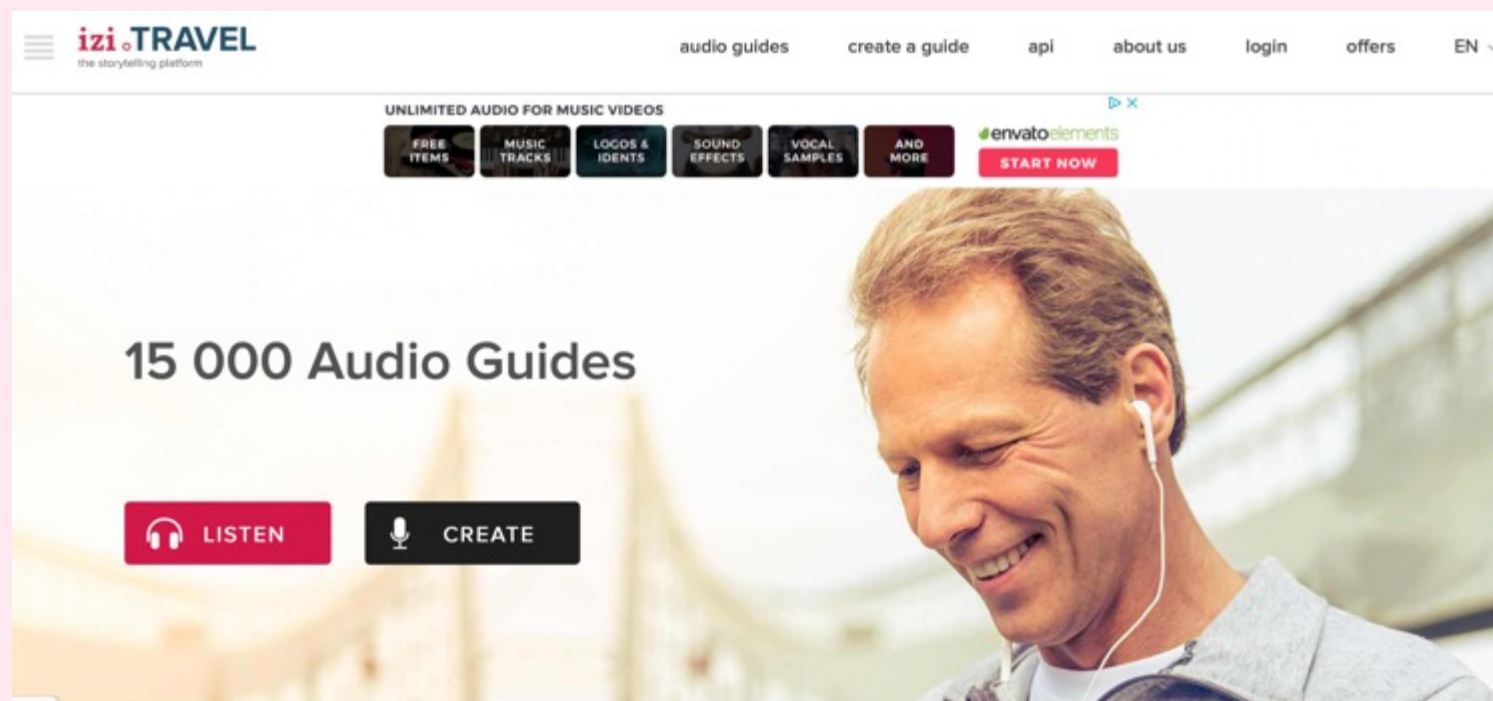 izi.TRAVEL
the storytelling platform
audio guides create a guide api about us login offers EN
UNLIMITED AUDIO FOR MUSIC VIDEOS
FREE ITEMS
MUSIC TRACKS
LOGOS & IDENTS
SOUND EFFECTS
VOCAL SAMPLES
AND MORE
envatoelements
START NOW
15 000 Audio Guides
LISTEN CREATE